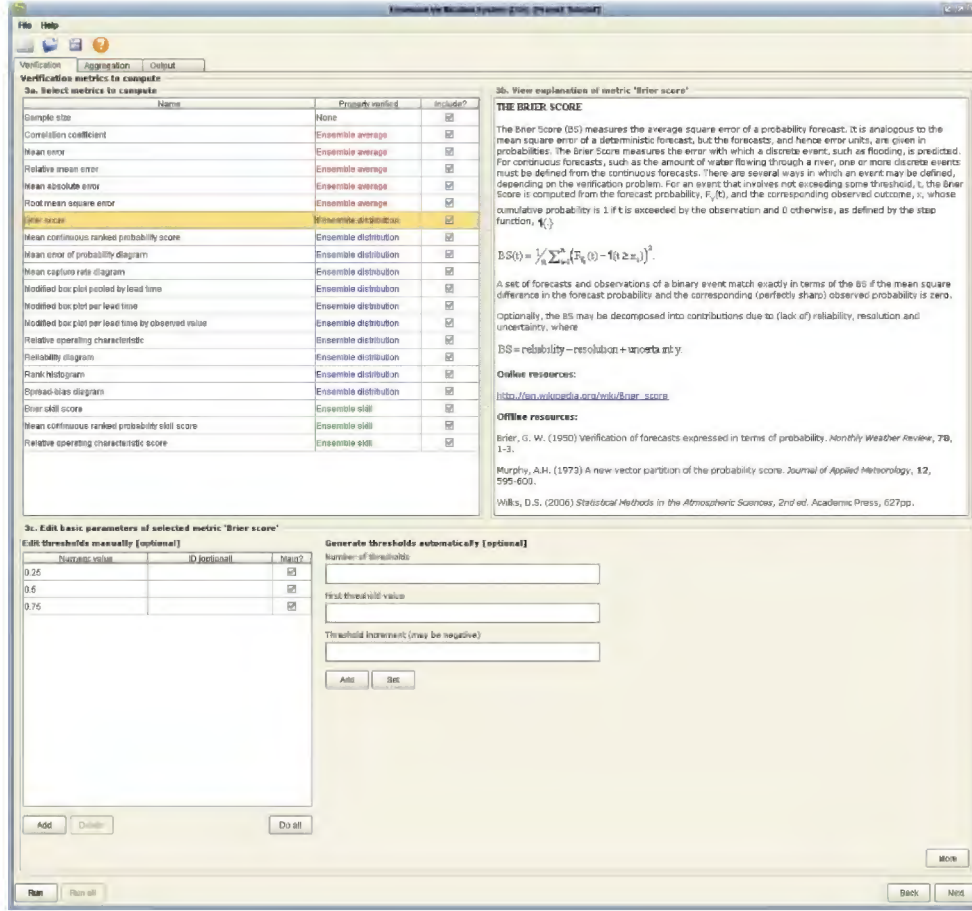 Ensemble Verification System (EVS) [Project: Tutorial]
File Help
Verification Aggregation Output
Verification metrics to compute
3a. Select metrics to compute
Name Property verified Include?
Sample size None
Correlation coefficient Ensemble average
Mean error Ensemble average
Relative mean error Ensemble average
Mean absolute error Ensemble average
Root mean square error Ensemble average
Brier score Ensemble distribution
Mean continuous ranked probability score Ensemble distribution
Mean error of probability diagram Ensemble distribution
Mean capture rate diagram Ensemble distribution
Modified box plot pooled by lead time Ensemble distribution
Modified box plot per lead time Ensemble distribution
Modified box plot per lead time by observed value Ensemble distribution
Relative operating characteristic Ensemble distribution
Reliability diagram Ensemble distribution
Rank histogram Ensemble distribution
Spread-bias diagram Ensemble distribution
Brier skill score Ensemble skill
Mean continuous ranked probability skill score Ensemble skill
Relative operating characteristic score Ensemble skill
3b. View explanation of metric 'Brier score'
THE BRIER SCORE
The Brier Score (BS) measures the average square error of a probability forecast. It is analogous to the
mean square error of a deterministic forecast, but the forecasts, and hence error units, are given in
probabilities. The Brier Score measures the error with which a discrete event, such as flooding, is predicted.
For continuous forecasts, such as the amount of water flowing through a river, one or more discrete events
must be defined from the continuous forecasts. There are several ways in which an event may be defined,
depending on the verification problem. For an event that involves not exceeding some threshold, t, the Brier
Score is computed from the forecast probability, Fy(t), and the corresponding observed outcome, x, whose
cumulative probability is 1 if t is exceeded by the observation and 0 otherwise, as defined by the step
function, 1{.}
BS(t) = 1/n ∑ⁿᵢ₌₁ (F_Yi (t) − 1(t ≥ xᵢ))².
A set of forecasts and observations of a binary event match exactly in terms of the BS if the mean square
difference in the forecast probability and the corresponding (perfectly sharp) observed probability is zero.
Optionally, the BS may be decomposed into contributions due to (lack of) reliability, resolution and
uncertainty, where
BS = reliability − resolution + uncertainty.
Online resources:
http://en.wikipedia.org/wiki/Brier_score
Offline resources:
Brier, G. W. (1950) Verification of forecasts expressed in terms of probability. Monthly Weather Review, 78,
1-3.
Murphy, A.H. (1973) A new vector partition of the probability score. Journal of Applied Meteorology, 12,
595-600.
Wilks, D.S. (2006) Statistical Methods in the Atmospheric Sciences, 2nd ed. Academic Press, 627pp.
3c. Edit basic parameters of selected metric 'Brier score'
Edit thresholds manually [optional]
Numeric value ID [optional] Main?
0.25
0.5
0.75
Add Delete Do all
Generate thresholds automatically [optional]
Number of thresholds
First threshold value
Threshold increment (may be negative)
Add Set
More
Run Run all Back Next